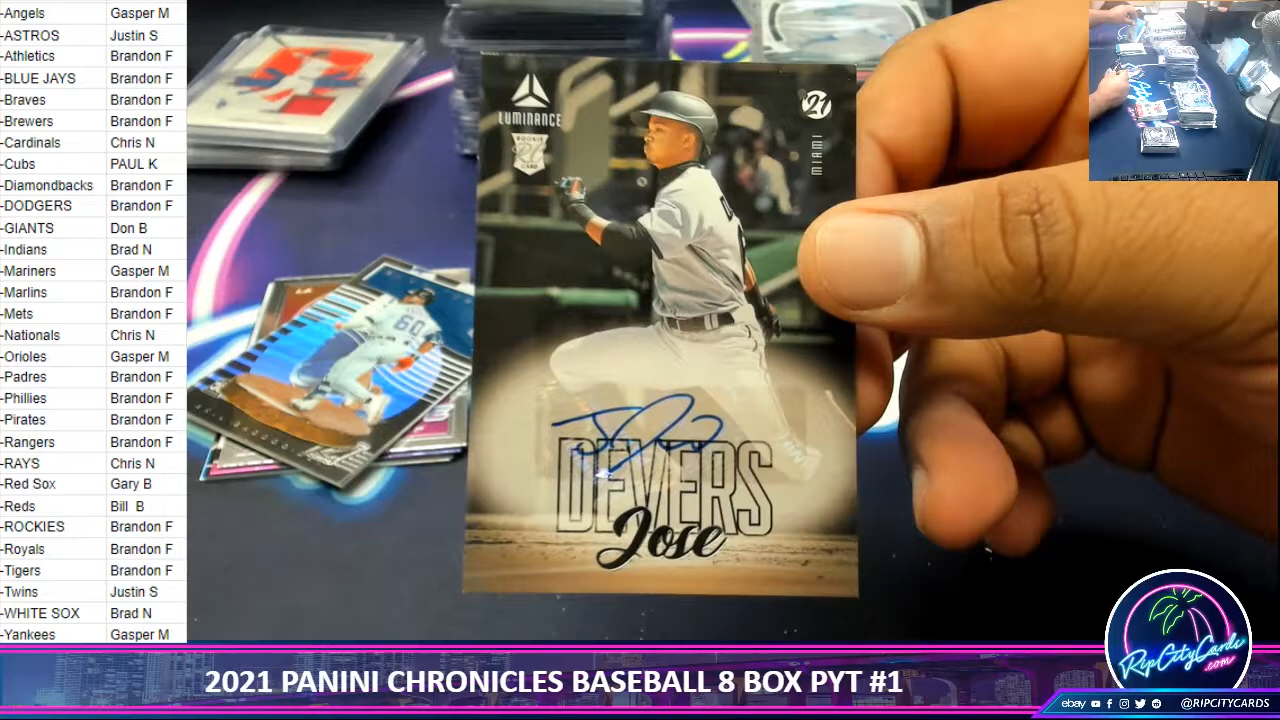 -Angels Gasper M
-ASTROS Justin S
-Athletics Brandon F
-BLUE JAYS Brandon F
-Braves Brandon F
-Brewers Brandon F
-Cardinals Chris N
-Cubs PAUL K
-Diamondbacks Brandon F
-DODGERS Brandon F
-GIANTS Don B
-Indians Brad N
-Mariners Gasper M
-Marlins Brandon F
-Mets Brandon F
-Nationals Chris N
-Orioles Gasper M
-Padres Brandon F
-Phillies Brandon F
-Pirates Brandon F
-Rangers Brandon F
-RAYS Chris N
-Red Sox Gary B
-Reds Bill B
-ROCKIES Brandon F
-Royals Brandon F
-Tigers Brandon F
-Twins Justin S
-WHITE SOX Brad N
-Yankees Gasper M
LUMINANCE
ROOKIE
CARD
21
MIAMI
DEVERS
Jose
60
2021 PANINI CHRONICLES BASEBALL 8 BOX PYT #1
RipCityCards
.com
ebay
@RIPCITYCARDS